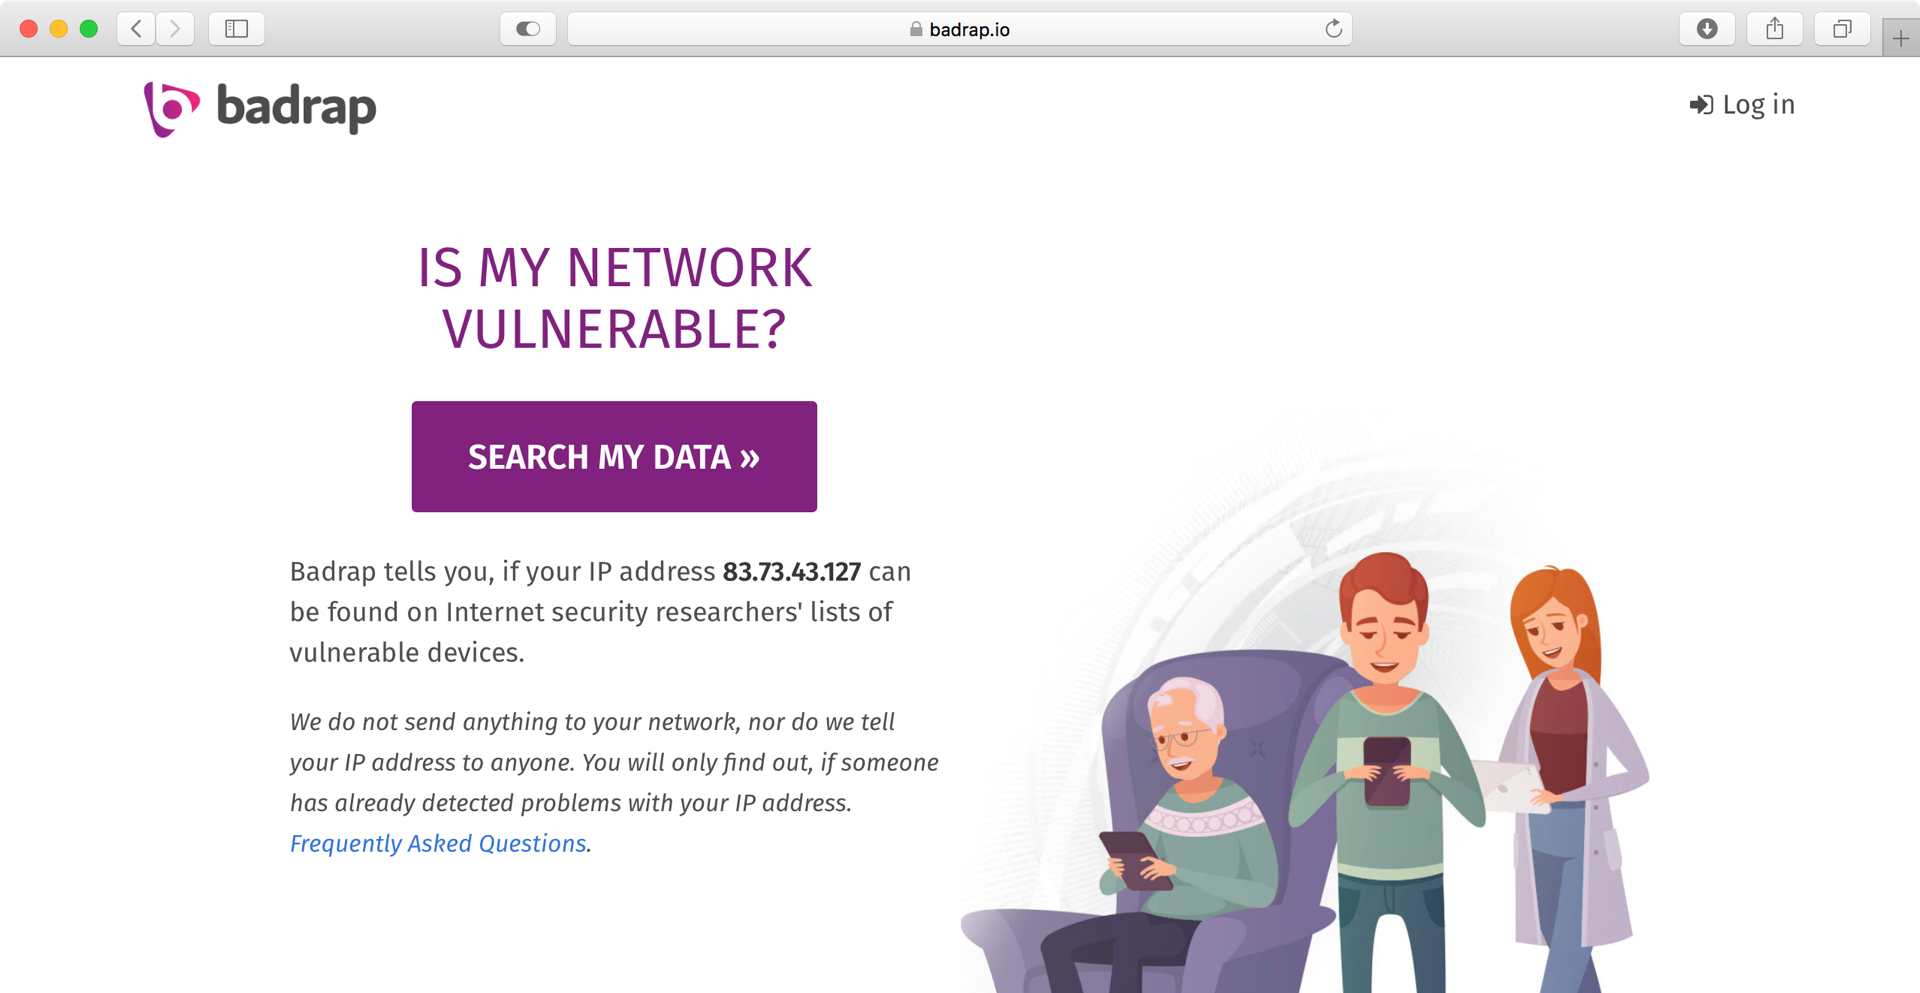 badrap.io
badrap
Log in
IS MY NETWORK
VULNERABLE?
SEARCH MY DATA »
Badrap tells you, if your IP address 83.73.43.127 can
be found on Internet security researchers' lists of
vulnerable devices.
We do not send anything to your network, nor do we tell
your IP address to anyone. You will only find out, if someone
has already detected problems with your IP address.
Frequently Asked Questions.